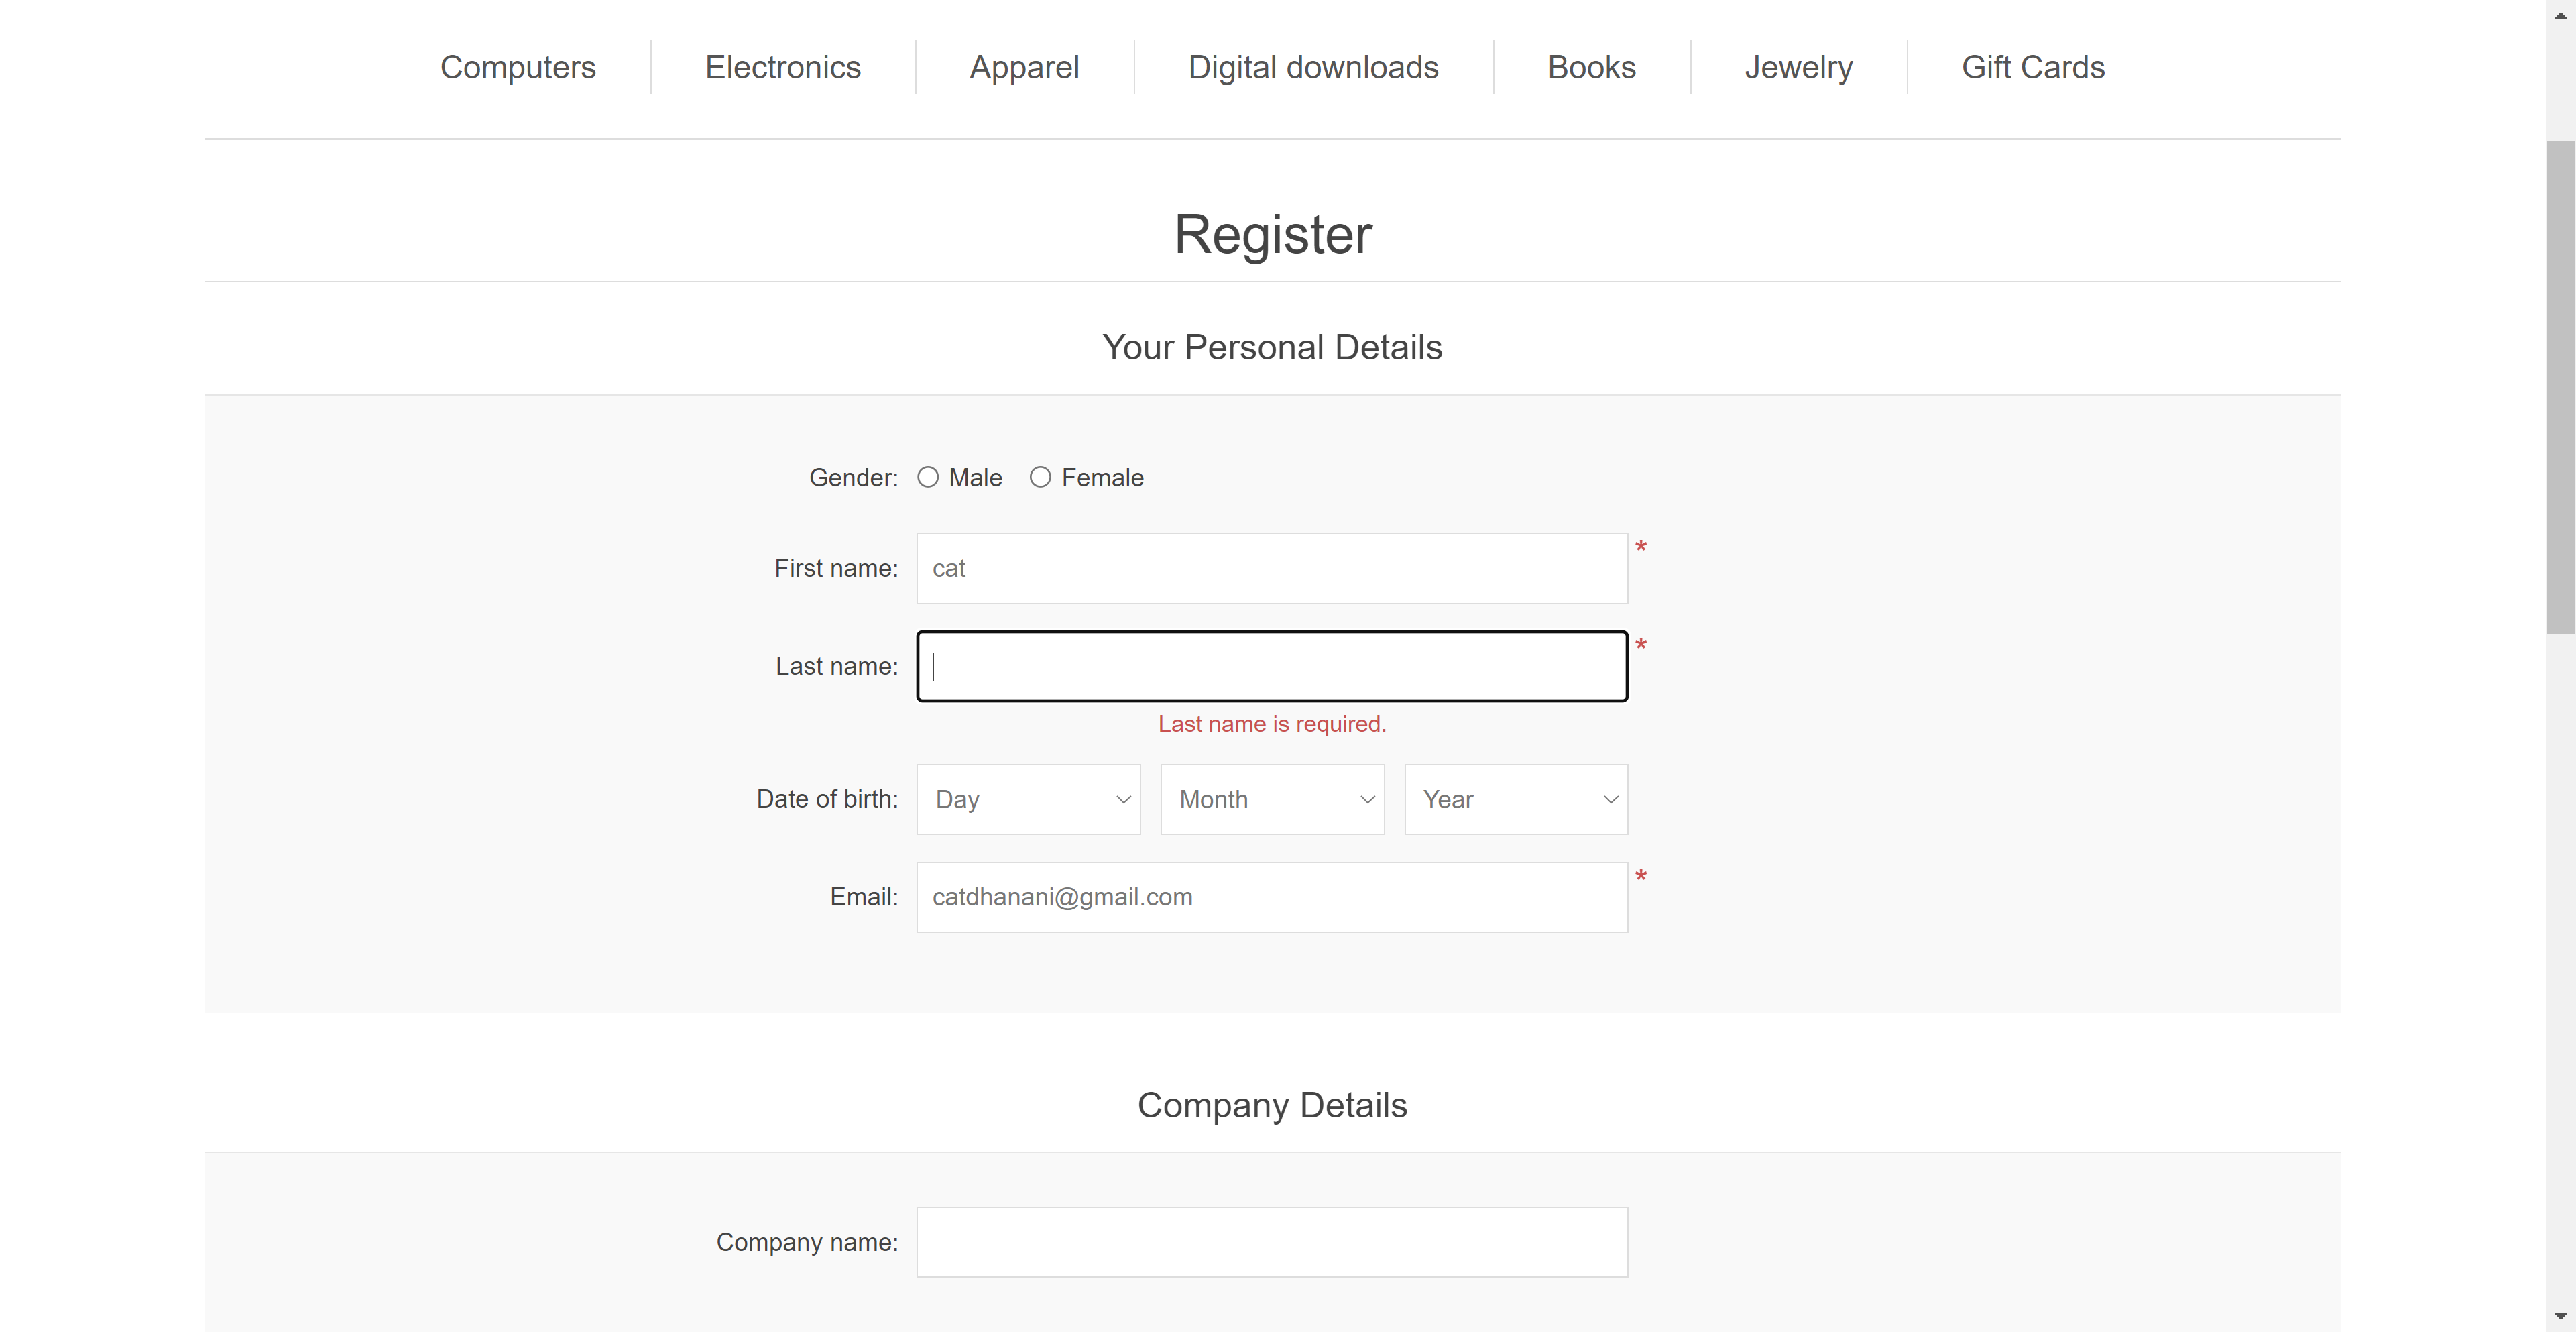 Computers Electronics Apparel Digital downloads Books Jewelry Gift Cards
Register
Your Personal Details
Gender: Male Female
First name: cat *
Last name: *
Last name is required.
Date of birth: Day Month Year
Email: catdhanani@gmail.com *
Company Details
Company name: